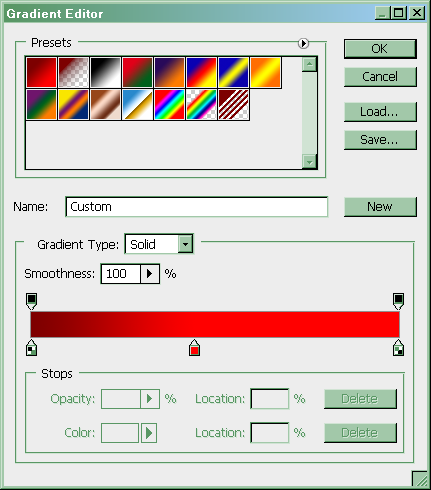 Gradient Editor
Presets
OK
Cancel
Load...
Save...
Name: Custom
New
Gradient Type: Solid
Smoothness: 100 %
Stops
Opacity: % Location: % Delete
Color: Location: % Delete